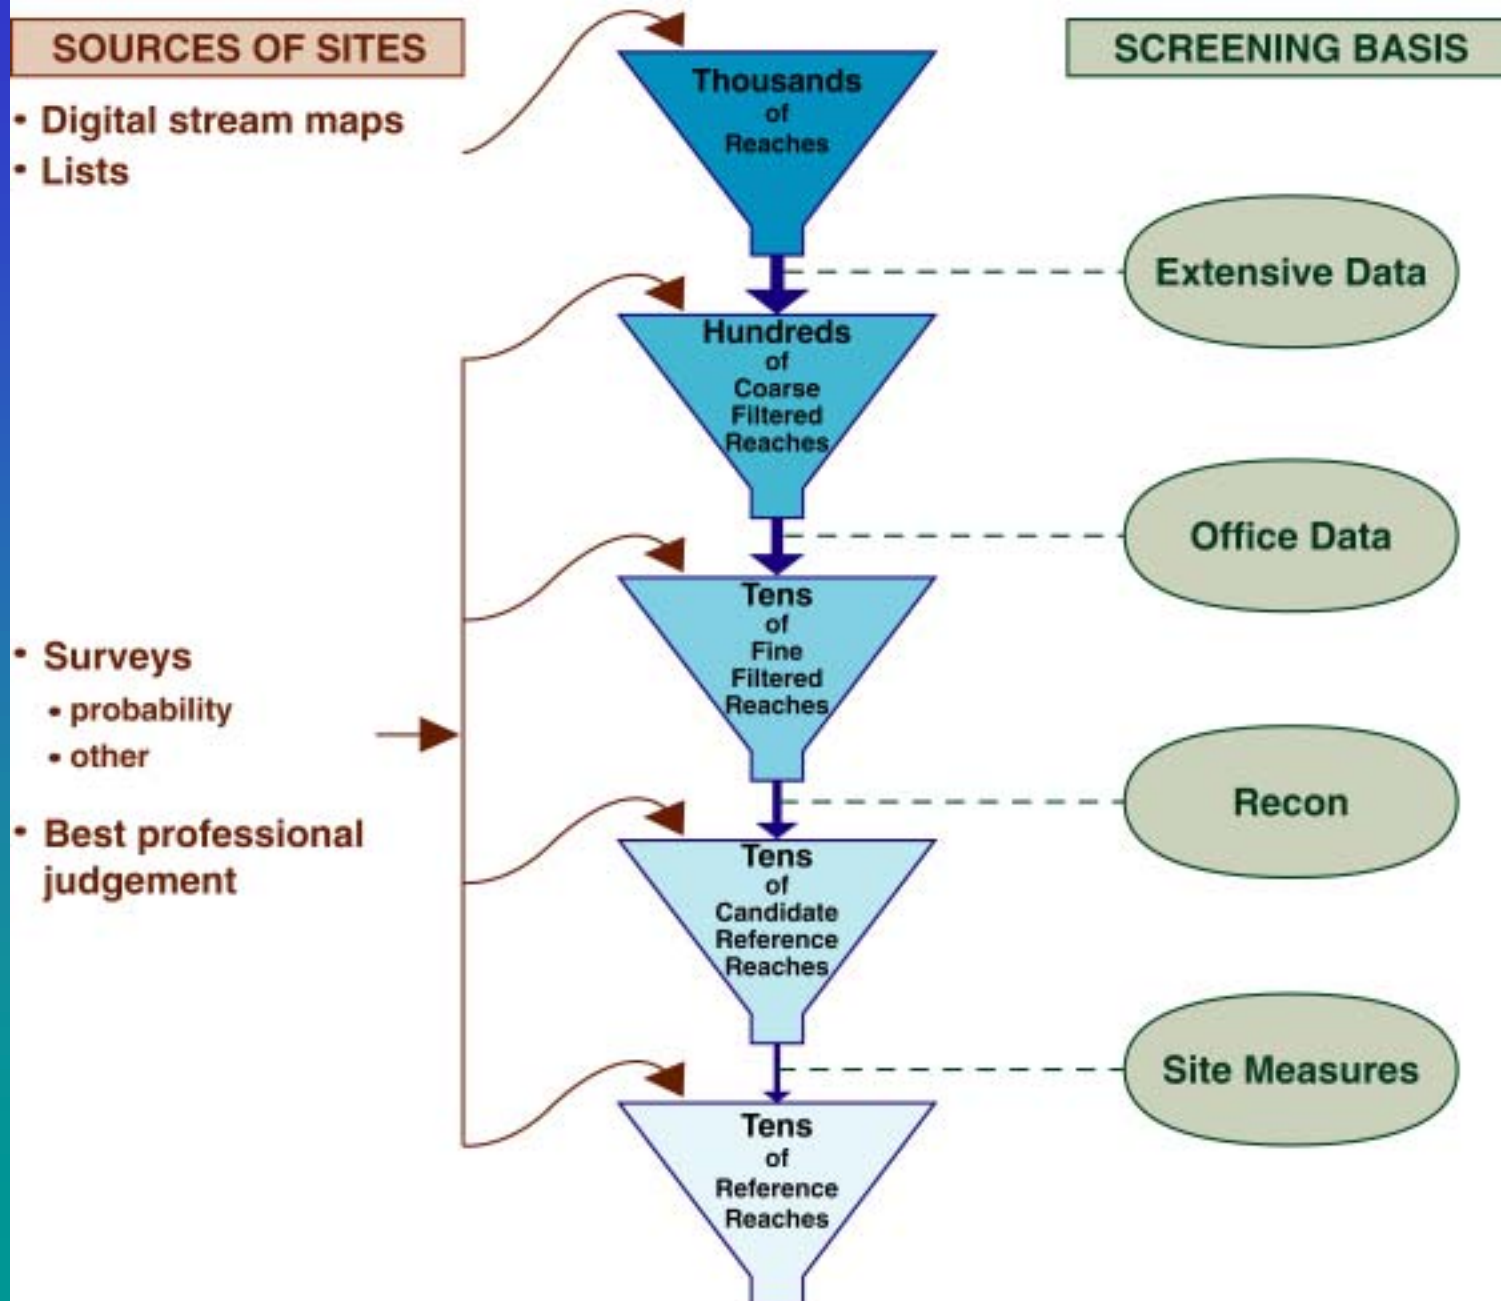 SOURCES OF SITES
• Digital stream maps
• Lists
• Surveys
• probability
• other
• Best professional
judgement
Thousands
of
Reaches
Hundreds
of
Coarse
Filtered
Reaches
Tens
of
Fine
Filtered
Reaches
Tens
of
Candidate
Reference
Reaches
Tens
of
Reference
Reaches
SCREENING BASIS
Extensive Data
Office Data
Recon
Site Measures